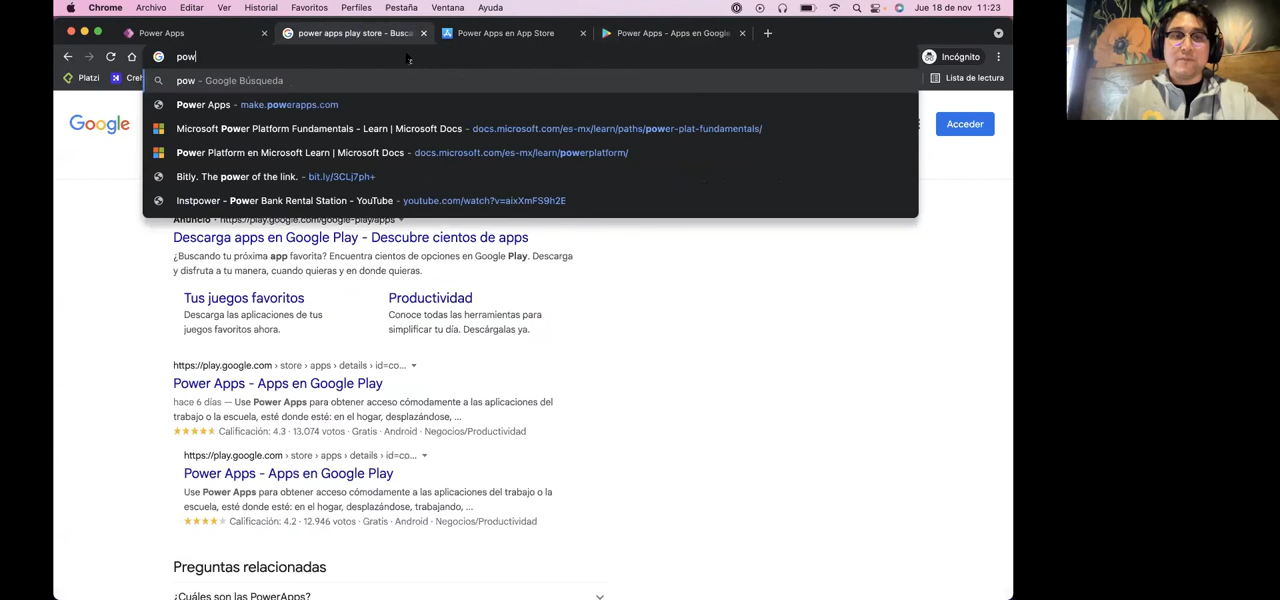 Chrome Archivo Editar Ver Historial Favoritos Perfiles Pestaña Ventana Ayuda Jue 18 de nov 11:23
Power Apps power apps play store - Busca Power Apps en App Store Power Apps - Apps en Google
pow Incógnito
Platzi Lista de lectura
pow - Google Búsqueda
Power Apps - make.powerapps.com
Microsoft Power Platform Fundamentals - Learn | Microsoft Docs - docs.microsoft.com/es-mx/learn/paths/power-plat-fundamentals/
Power Platform en Microsoft Learn | Microsoft Docs - docs.microsoft.com/es-mx/learn/powerplatform/
Bitly. The power of the link. - bit.ly/3CLj7ph+
Instpower - Power Bank Rental Station - YouTube - youtube.com/watch?v=aixXmFS9h2E
Google
Acceder
Anuncio · https://play.google.com/google-play/apps
Descarga apps en Google Play - Descubre cientos de apps
¿Buscando tu próxima app favorita? Encuentra cientos de opciones en Google Play. Descarga
y disfruta a tu manera, cuando quieras y en donde quieras.
Tus juegos favoritos
Descarga las aplicaciones de tus
juegos favoritos ahora.
Productividad
Conoce todas las herramientas para
simplificar tu día. Descárgalas ya.
https://play.google.com › store › apps › details › id=co...
Power Apps - Apps en Google Play
hace 6 días — Use Power Apps para obtener acceso cómodamente a las aplicaciones del
trabajo o la escuela, esté donde esté: en el hogar, desplazándose, ...
Calificación: 4.3 · 13.074 votos · Gratis · Android · Negocios/Productividad
https://play.google.com › store › apps › details › id=co...
Power Apps - Apps en Google Play
Use Power Apps para obtener acceso cómodamente a las aplicaciones del trabajo o la
escuela, esté donde esté: en el hogar, desplazándose, trabajando, ...
Calificación: 4.2 · 12.946 votos · Gratis · Android · Negocios/Productividad
Preguntas relacionadas
¿Cuáles son las PowerApps?